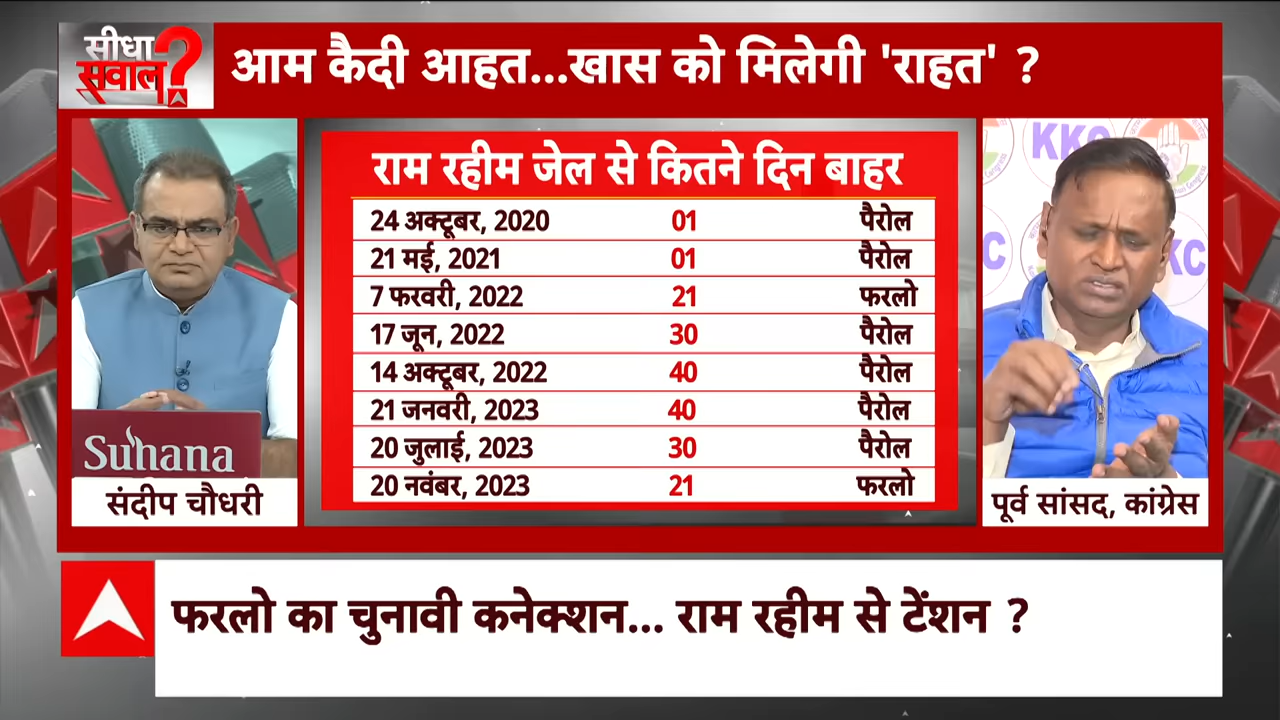 सीधा
सवाल?
आम कैदी आहत...खास को मिलेगी 'राहत' ?
राम रहीम जेल से कितने दिन बाहर
24 अक्टूबर, 2020 01 पैरोल
21 मई, 2021 01 पैरोल
7 फरवरी, 2022 21 फरलो
17 जून, 2022 30 पैरोल
14 अक्टूबर, 2022 40 पैरोल
21 जनवरी, 2023 40 पैरोल
20 जुलाई, 2023 30 पैरोल
20 नवंबर, 2023 21 फरलो
Suhana
संदीप चौधरी
KKC
KC
C
पूर्व सांसद, कांग्रेस
फरलो का चुनावी कनेक्शन... राम रहीम से टेंशन ?